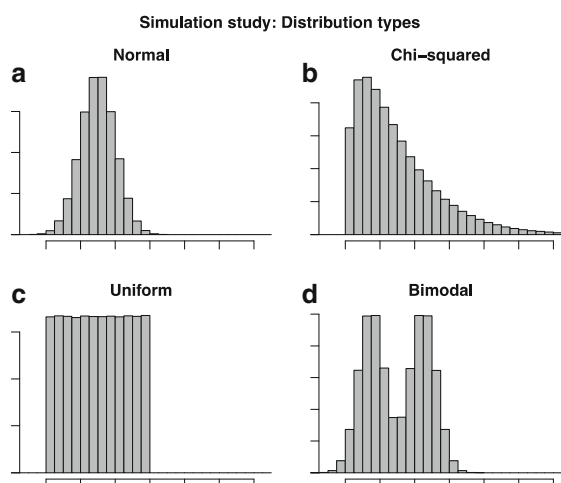 Simulation study: Distribution types
a
Normal
b
Chi-squared
c
Uniform
d
Bimodal